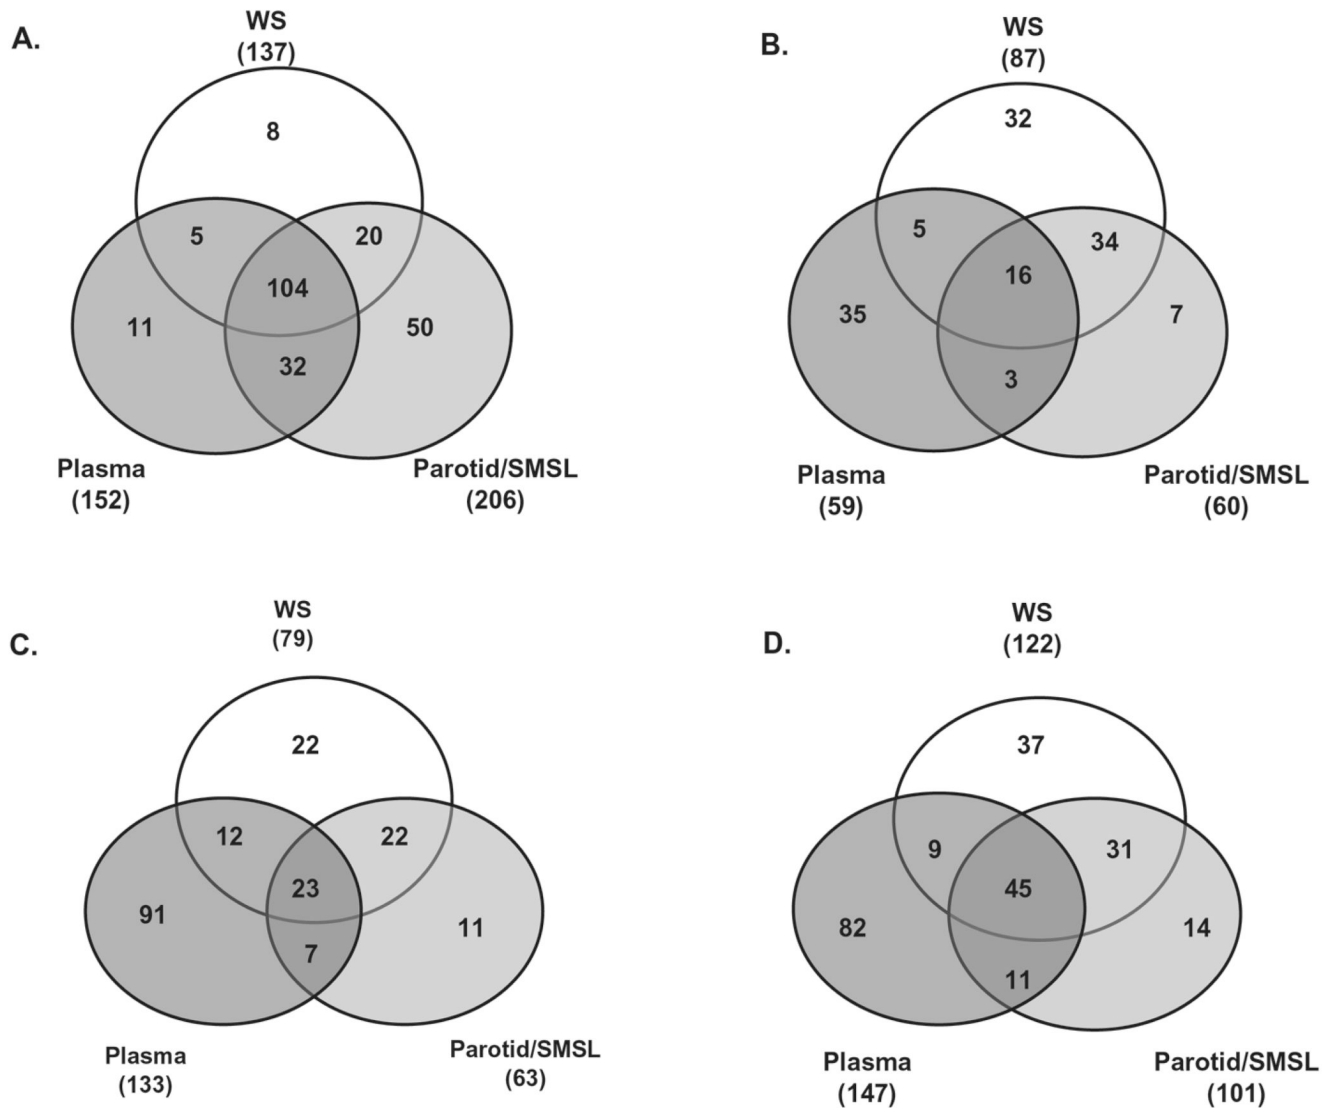 A.
WS
(137)
8
5
20
104
11
50
32
Plasma
(152)
Parotid/SMSL
(206)
B.
WS
(87)
32
5
34
16
35
7
3
Plasma
(59)
Parotid/SMSL
(60)
C.
WS
(79)
22
12
22
23
91
11
7
Plasma
(133)
Parotid/SMSL
(63)
D.
WS
(122)
37
9
31
45
82
14
11
Plasma
(147)
Parotid/SMSL
(101)